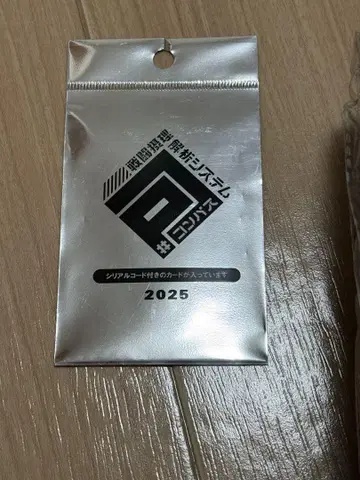 戦闘摂理
解析システム
#コンパス
シリアルコード付きのカードが入っています
2025